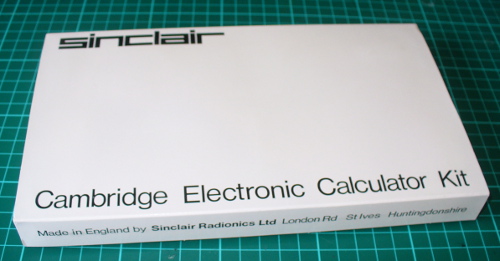 sinclair
Cambridge Electronic Calculator Kit
Made in England by Sinclair Radionics Ltd London Rd St Ives Huntingdonshire